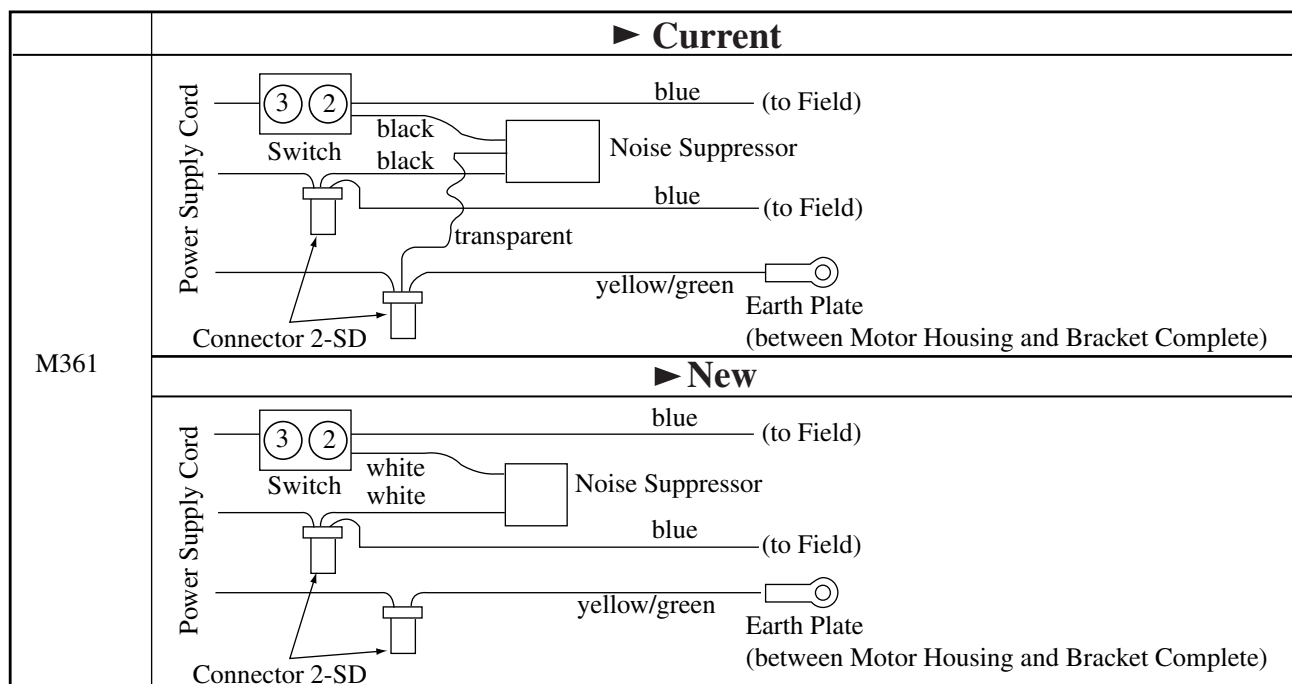 ► Current
M361
Power Supply Cord
3 2
Switch
blue
(to Field)
black
black
Noise Suppressor
blue
(to Field)
transparent
yellow/green
Connector 2-SD
Earth Plate
(between Motor Housing and Bracket Complete)
► New
Power Supply Cord
3 2
Switch
blue
(to Field)
white
white
Noise Suppressor
blue
(to Field)
yellow/green
Connector 2-SD
Earth Plate
(between Motor Housing and Bracket Complete)